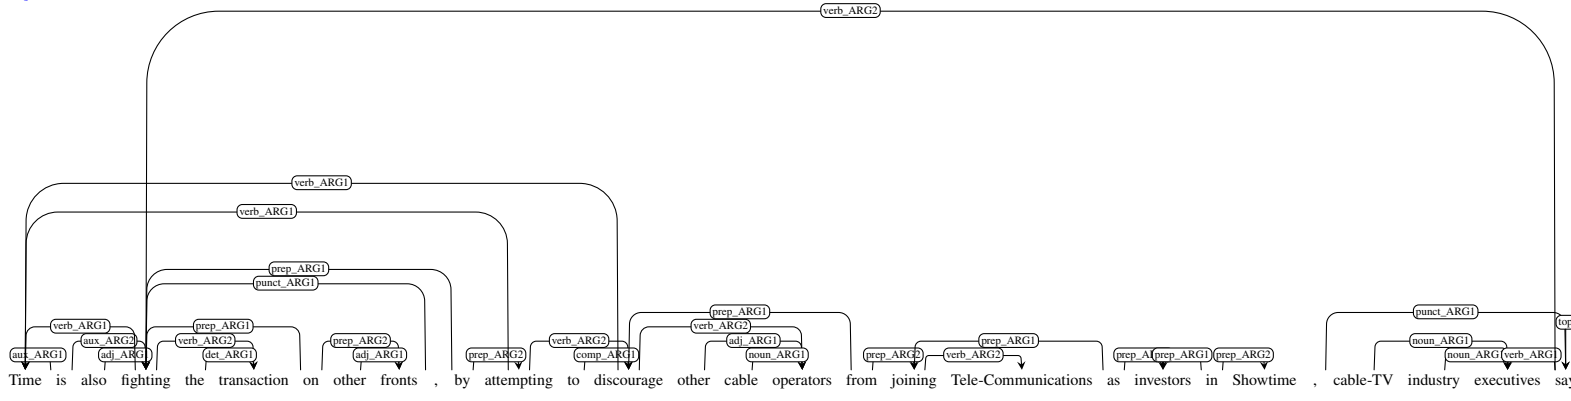 verb_ARG2
verb_ARG1
verb_ARG1
prep_ARG1
punct_ARG1
prep_ARG1 punct_ARG1
verb_ARG1 prep_ARG1 verb_ARG2 top
aux_ARG2 verb_ARG2 prep_ARG2 verb_ARG2 adj_ARG1 prep_ARG1 noun_ARG1
aux_ARG1 adj_ARG1 det_ARG1 adj_ARG1 prep_ARG2 comp_ARG1 noun_ARG1 prep_ARG2 verb_ARG2 prep_AR prep_ARG1 prep_ARG2 noun_ARG verb_ARG1
Time is also fighting the transaction on other fronts , by attempting to discourage other cable operators from joining Tele-Communications as investors in Showtime , cable-TV industry executives say